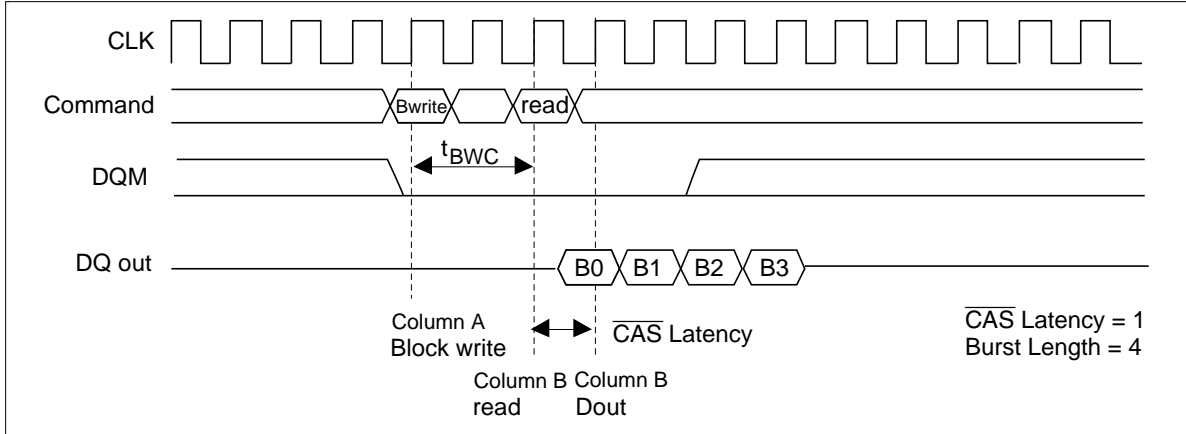 CLK
Command
Bwrite
read
tBWC
DQM
DQ out
B0 B1 B2 B3
Column A
Block write
CAS Latency
CAS Latency = 1
Burst Length = 4
Column B
read
Column B
Dout